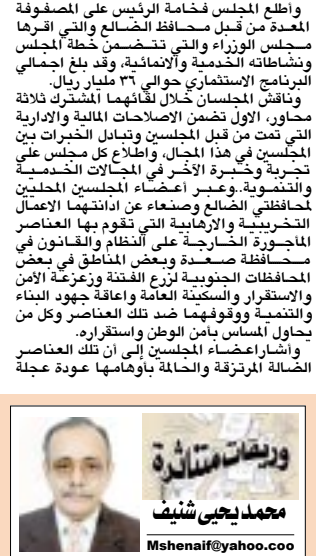 وأطلع المجلس فخامة الرئيس على المصفوفة
المعدة من قبل محافظ الضالع والتي اقرها
مجلس الوزراء والتي تتضمن خطة المجلس
ونشاطاته الخدمية والانمائية، وقد بلغ اجمالي
البرنامج الاستثماري حوالي ٣٦ مليار ريال.
وناقش المجلسان خلال لقائهما المشترك ثلاثة
محاور، الاول تضمن الاصلاحات المالية والادارية
التي تمت من قبل المجلسين وتبادل الخبرات بين
المجلسين في هذا المجال، واطلاع كل مجلس على
تجربة وخبرة الآخر في المجالات الخدمية
والتنموية..وعبر أعضاء المجلسين المحليين
لمحافظتي الضالع وصنعاء عن ادانتهما الاعمال
التخريبية والارهابية التي تقوم بها العناصر
المأجورة الخارجة على النظام والقانون في
محافظة صعدة وبعض المناطق في بعض
المحافظات الجنوبية لزرع الفتنة وزعزعة الأمن
والاستقرار والسكينة العامة واعاقة جهود البناء
والتنمية ووقوفهما ضد تلك العناصر وكل من
يحاول المساس بأمن الوطن واستقراره.
وأشاراعضاء المجلسين إلى أن تلك العناصر
الضالة المرتزقة والحالمة بأوهامها عودة عجلة
وريقات متناثرة
محمد يحيى شنيف
Mshenaif@yahoo.coo